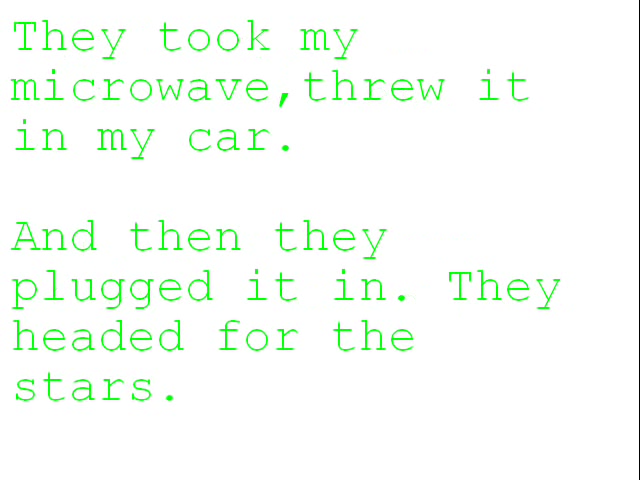 They took my
microwave,threw it
in my car.
And then they
plugged it in. They
headed for the
stars.